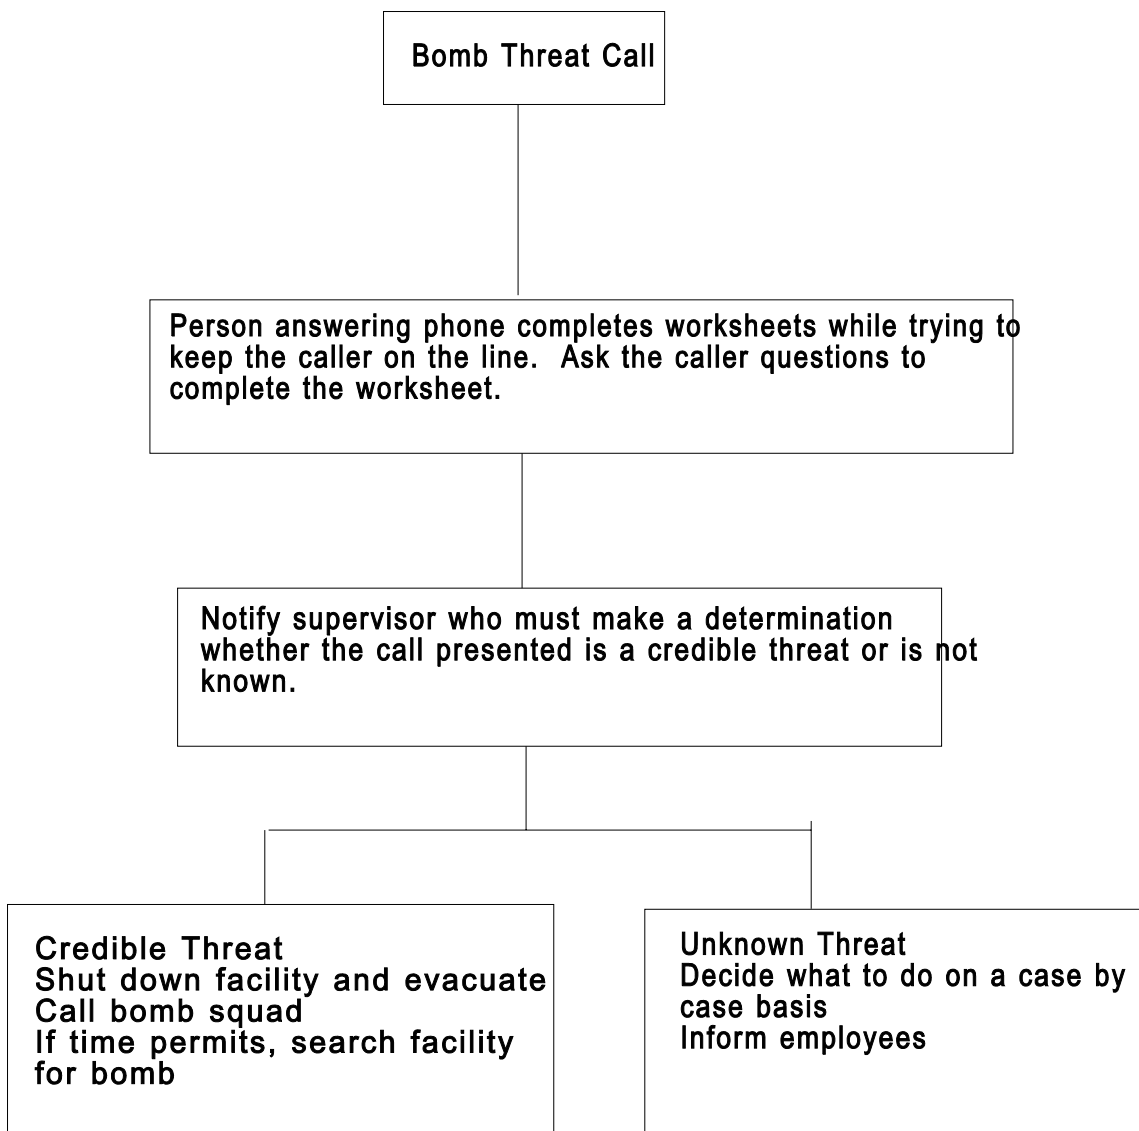 Bomb Threat Call
Person answering phone completes worksheets while trying to
keep the caller on the line.  Ask the caller questions to
complete the worksheet.
Notify supervisor who must make a determination
whether the call presented is a credible threat or is not
known.
Credible Threat
Shut down facility and evacuate
Call bomb squad
If time permits, search facility
for bomb
Unknown Threat
Decide what to do on a case by
case basis
Inform employees